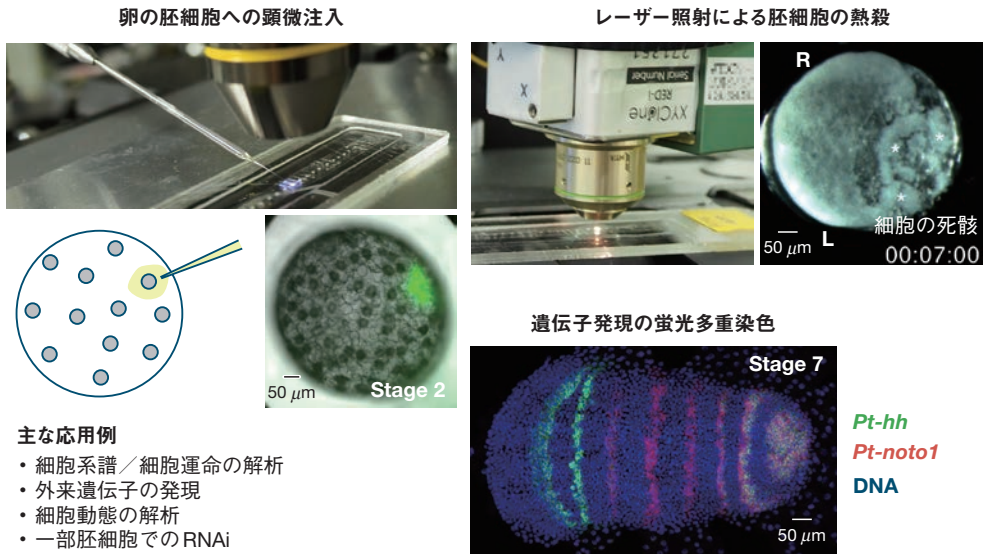 卵の胚細胞への顕微注入
レーザー照射による胚細胞の熱殺
Serial Number
RED-i
XYClone
R
L
細胞の死骸
50 μm
00:07:00
50 μm
Stage 2
主な応用例
・細胞系譜／細胞運命の解析
・外来遺伝子の発現
・細胞動態の解析
・一部胚細胞でのRNAi
遺伝子発現の蛍光多重染色
Stage 7
50 μm
Pt-hh
Pt-noto1
DNA